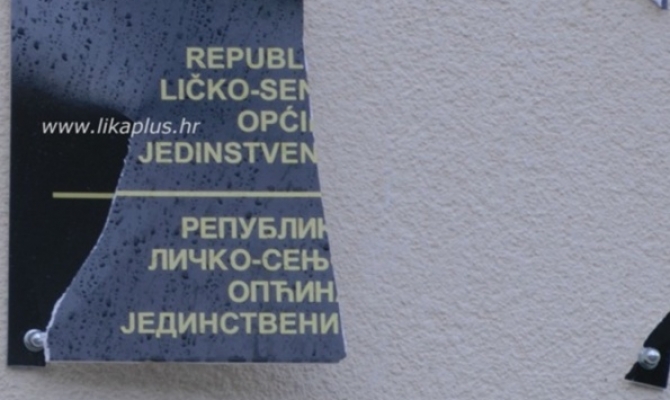 REPUBL
LIČKO-SEN
www.likaplus.hr
OPĆI
JEDINSTVEN
РЕПУБЛИК
ЛИЧКО-СЕЊ
ОПЋИН
ЈЕДИНСТВЕНИ